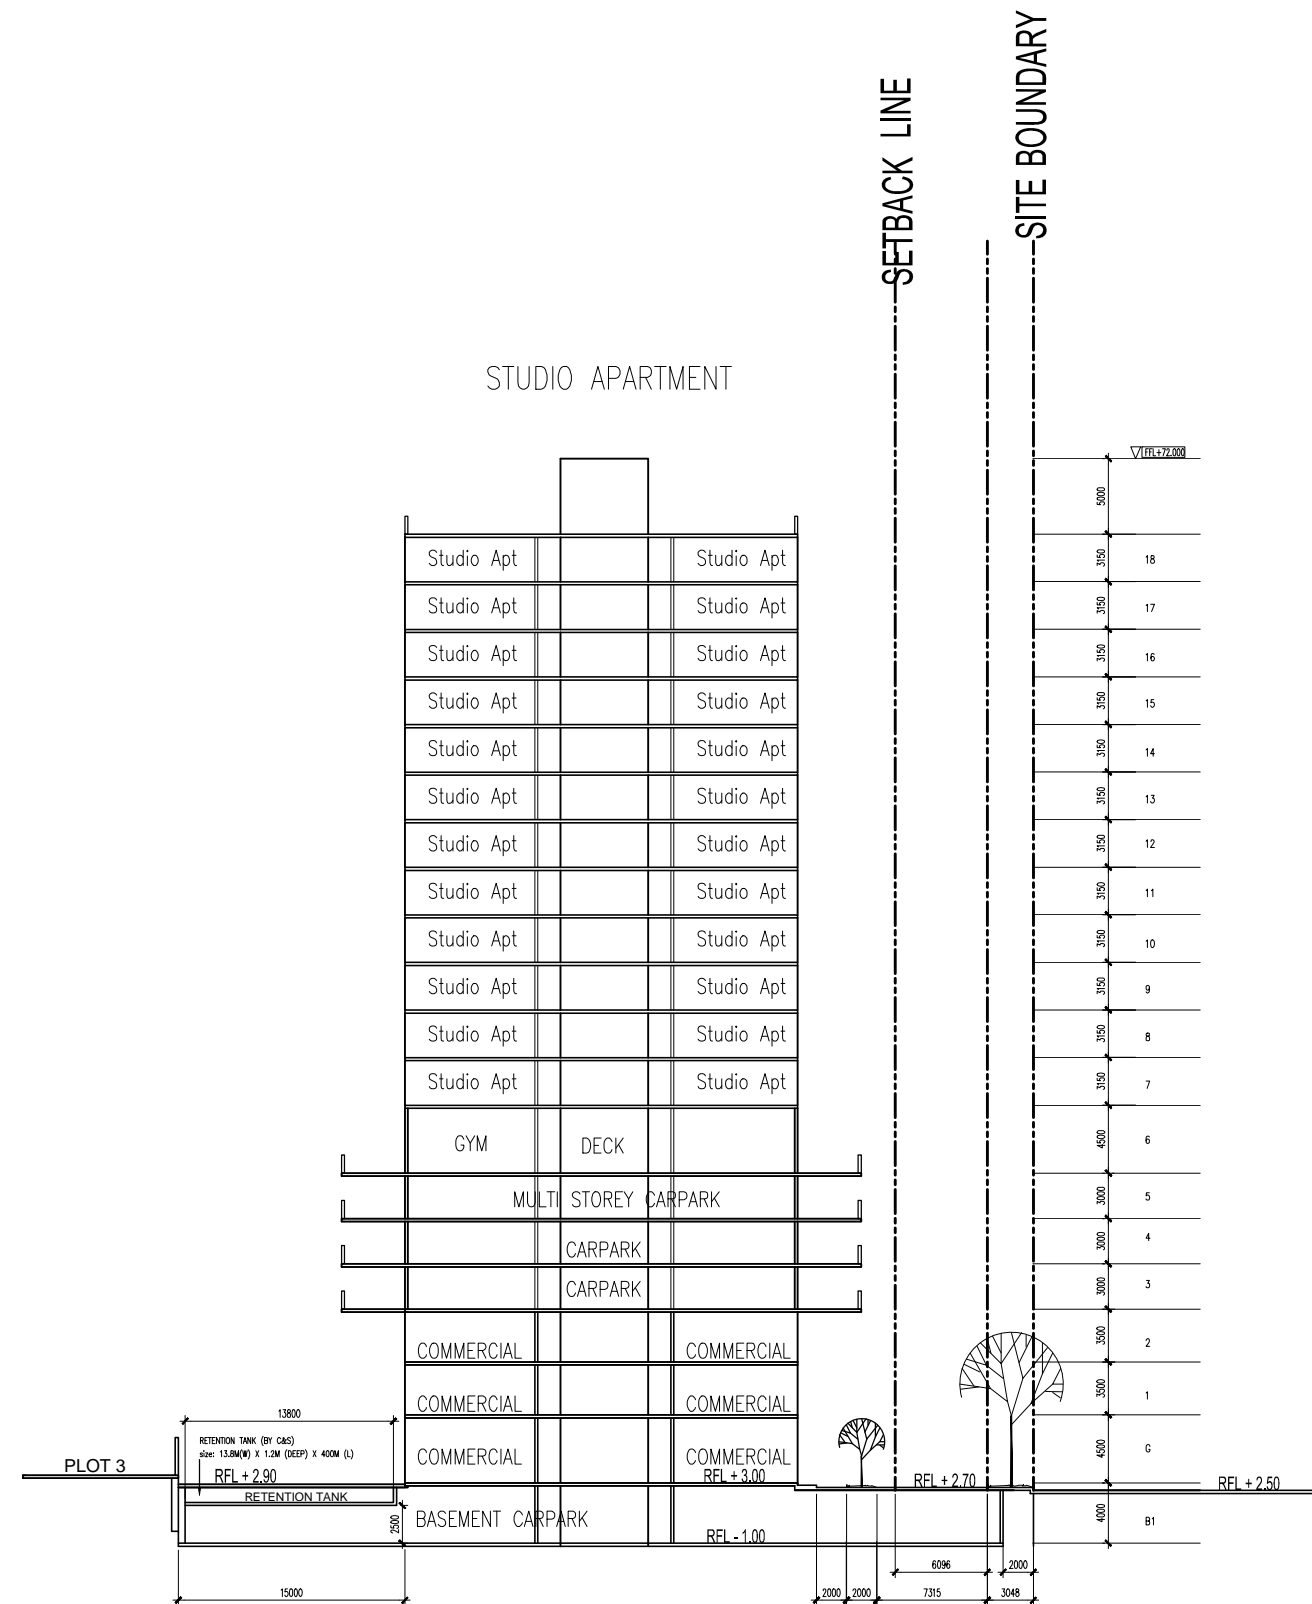 SITE BOUNDARY
SETBACK LINE
STUDIO APARTMENT
FFL+72.000
5000
Studio Apt Studio Apt 3150 18
Studio Apt Studio Apt 3150 17
Studio Apt Studio Apt 3150 16
Studio Apt Studio Apt 3150 15
Studio Apt Studio Apt 3150 14
Studio Apt Studio Apt 3150 13
Studio Apt Studio Apt 3150 12
Studio Apt Studio Apt 3150 11
Studio Apt Studio Apt 3150 10
Studio Apt Studio Apt 3150 9
Studio Apt Studio Apt 3150 8
Studio Apt Studio Apt 3150 7
GYM DECK 4500 6
MULTI STOREY CARPARK 3000 5
CARPARK 3000 4
CARPARK 3000 3
COMMERCIAL COMMERCIAL 3500 2
COMMERCIAL COMMERCIAL 3500 1
13800
RETENTION TANK (BY C&S)
size: 13.8M(W) X 1.2M (DEEP) X 400M (L)
COMMERCIAL COMMERCIAL 4500 G
PLOT 3
RFL + 2.90 RFL + 3.00 RFL + 2.70 RFL + 2.50
RETENTION TANK
2500 BASEMENT CARPARK 4000 B1
RFL - 1.00
6096 2000
15000 2000 2000 7315 3048